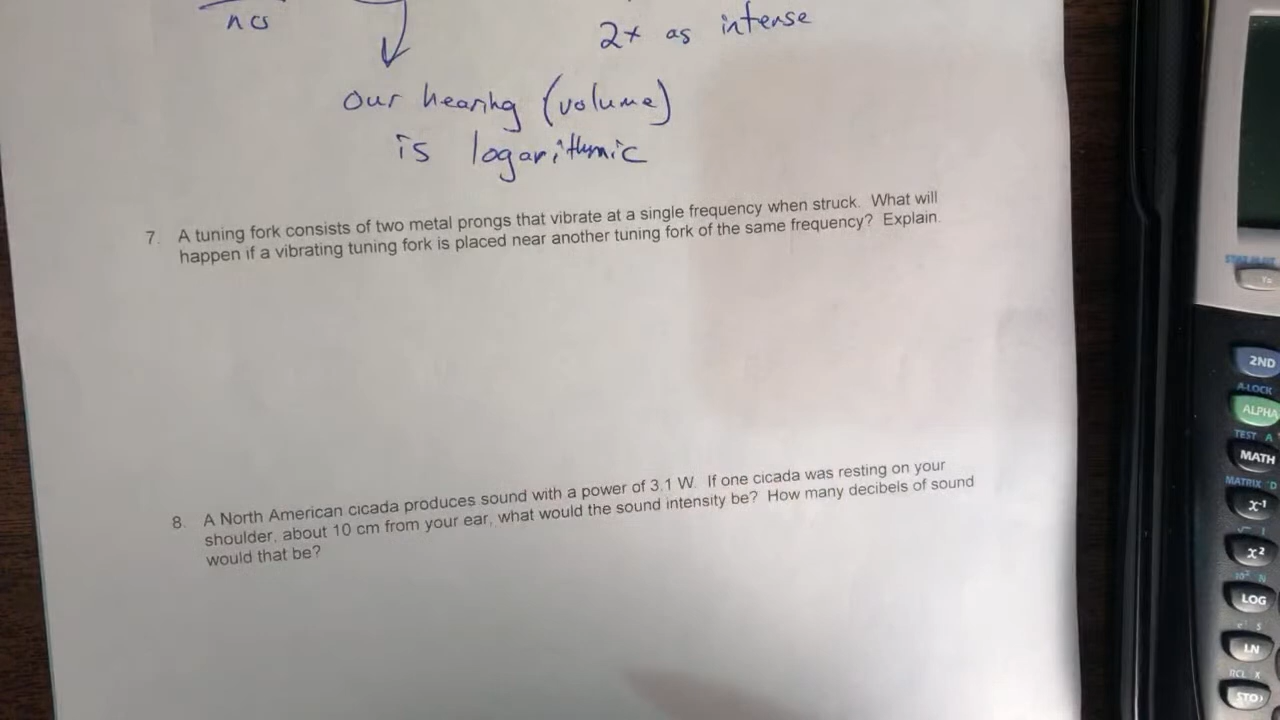 ncs
2x as intense
Our hearing (volume)
is logarithmic
7. A tuning fork consists of two metal prongs that vibrate at a single frequency when struck. What will
happen if a vibrating tuning fork is placed near another tuning fork of the same frequency? Explain.
8. A North American cicada produces sound with a power of 3.1 W. If one cicada was resting on your
shoulder, about 10 cm from your ear, what would the sound intensity be? How many decibels of sound
would that be?
2ND
A-LOCK
ALPHA
TEST A
MATH
MATRIX D
x⁻¹
x²
10ˣ N
LOG
LN
RCL X
STO